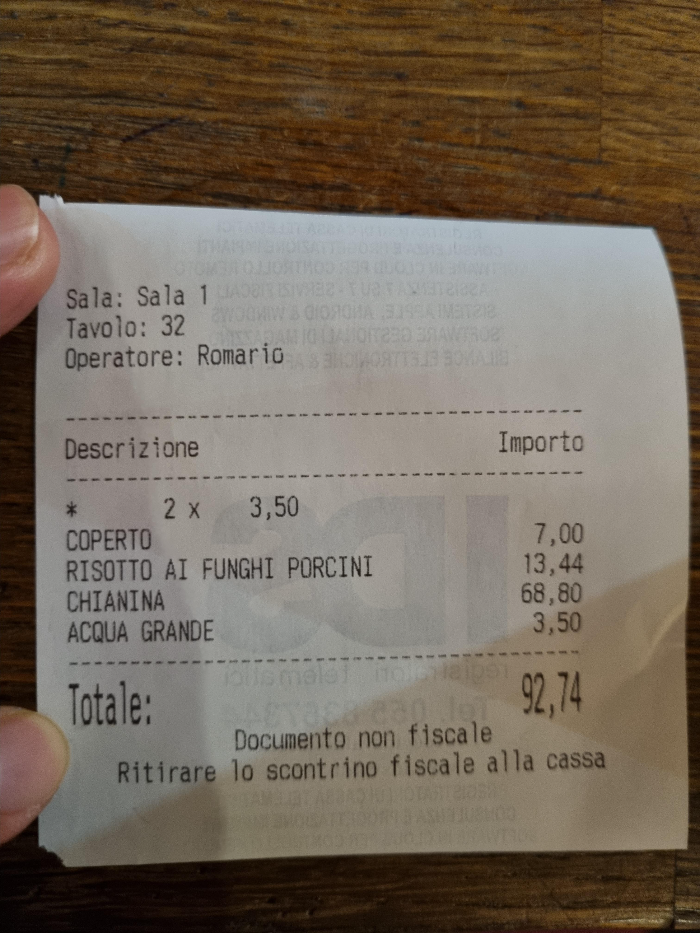 Sala: Sala 1
Tavolo: 32
Operatore: Romario
Descrizione Importo
* 2 x 3,50
COPERTO 7,00
RISOTTO AI FUNGHI PORCINI 13,44
CHIANINA 68,80
ACQUA GRANDE 3,50
Totale: 92,74
Documento non fiscale
Ritirare lo scontrino fiscale alla cassa